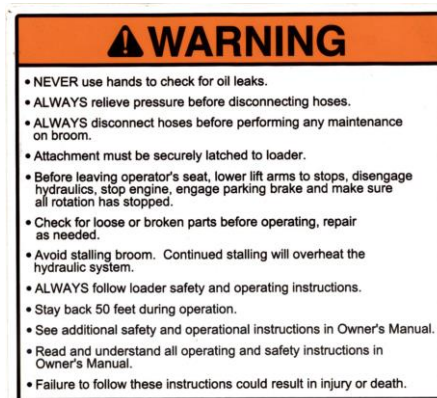 WARNING
• NEVER use hands to check for oil leaks.
• ALWAYS relieve pressure before disconnecting hoses.
• ALWAYS disconnect hoses before performing any maintenance
on broom.
• Attachment must be securely latched to loader.
• Before leaving operator's seat, lower lift arms to stops, disengage
hydraulics, stop engine, engage parking brake and make sure
all rotation has stopped.
• Check for loose or broken parts before operating, repair
as needed.
• Avoid stalling broom. Continued stalling will overheat the
hydraulic system.
• ALWAYS follow loader safety and operating instructions.
• Stay back 50 feet during operation.
• See additional safety and operational instructions in Owner's Manual.
• Read and understand all operating and safety instructions in
Owner's Manual.
• Failure to follow these instructions could result in injury or death.